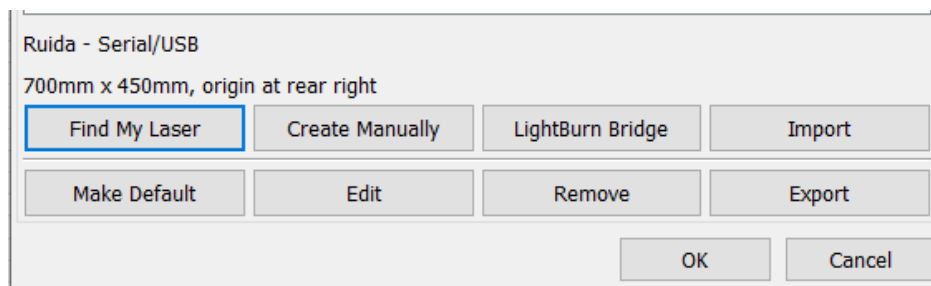 Ruida - Serial/USB
700mm x 450mm, origin at rear right
Find My Laser Create Manually LightBurn Bridge Import
Make Default Edit Remove Export
OK Cancel